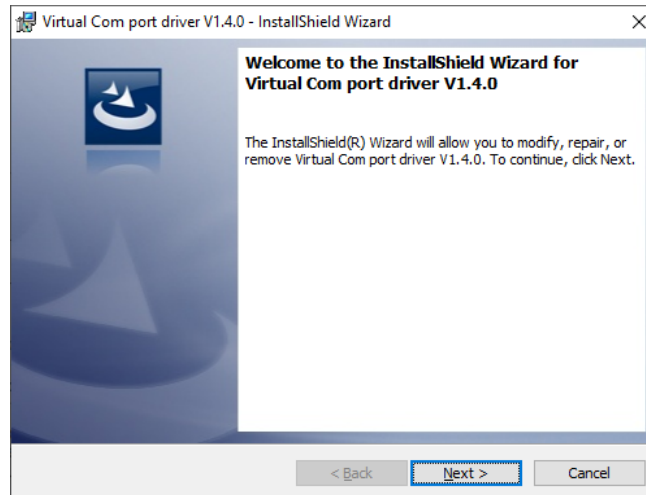 Virtual Com port driver V1.4.0 - InstallShield Wizard
Welcome to the InstallShield Wizard for
Virtual Com port driver V1.4.0
The InstallShield(R) Wizard will allow you to modify, repair, or
remove Virtual Com port driver V1.4.0. To continue, click Next.
< Back
Next >
Cancel